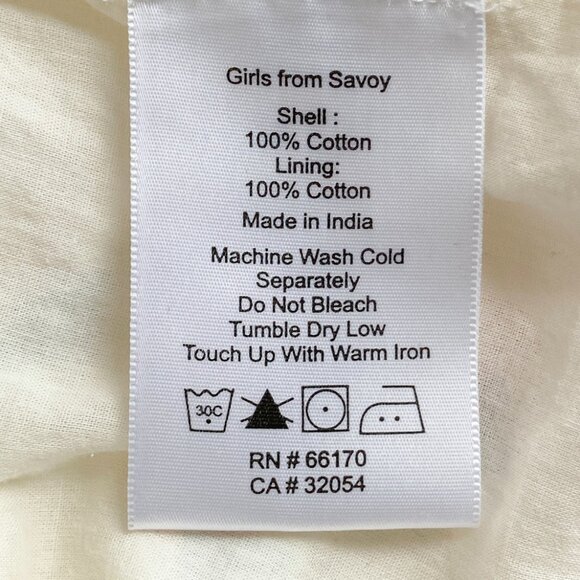 Girls from Savoy
Shell :
100% Cotton
Lining:
100% Cotton
Made in India
Machine Wash Cold
Separately
Do Not Bleach
Tumble Dry Low
Touch Up With Warm Iron
30C
RN # 66170
CA # 32054